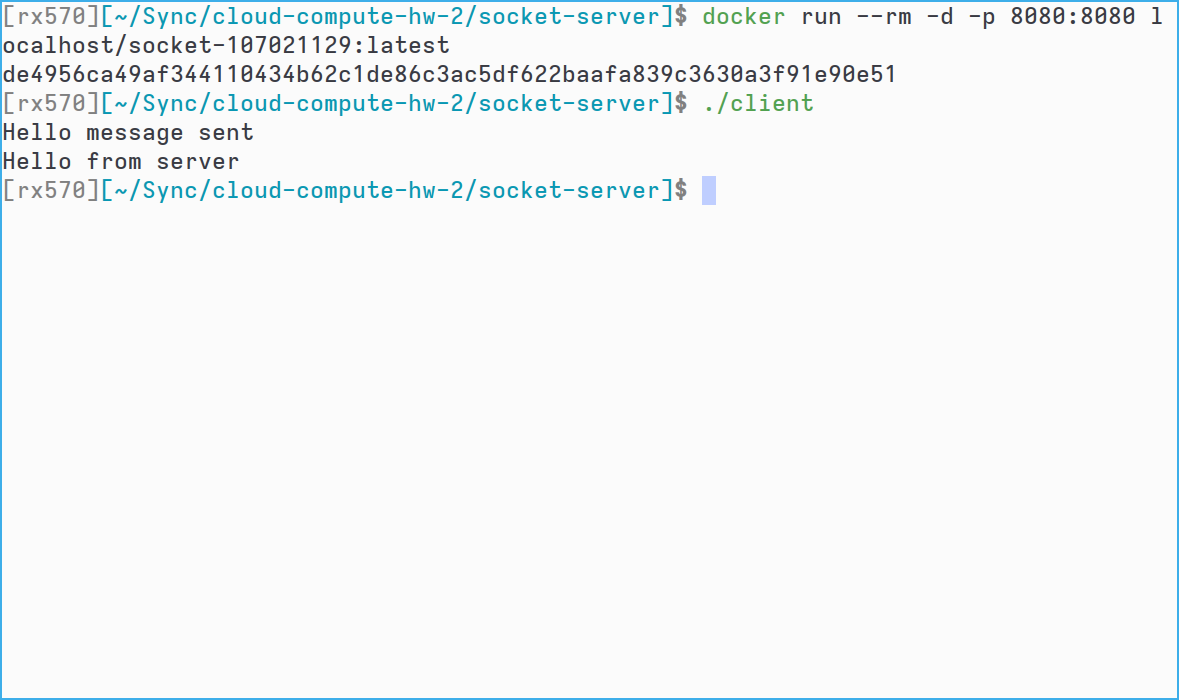 [rx570][~/Sync/cloud-compute-hw-2/socket-server]$ docker run --rm -d -p 8080:8080 l
ocalhost/socket-107021129:latest
de4956ca49af344110434b62c1de86c3ac5df622baafa839c3630a3f91e90e51
[rx570][~/Sync/cloud-compute-hw-2/socket-server]$ ./client
Hello message sent
Hello from server
[rx570][~/Sync/cloud-compute-hw-2/socket-server]$